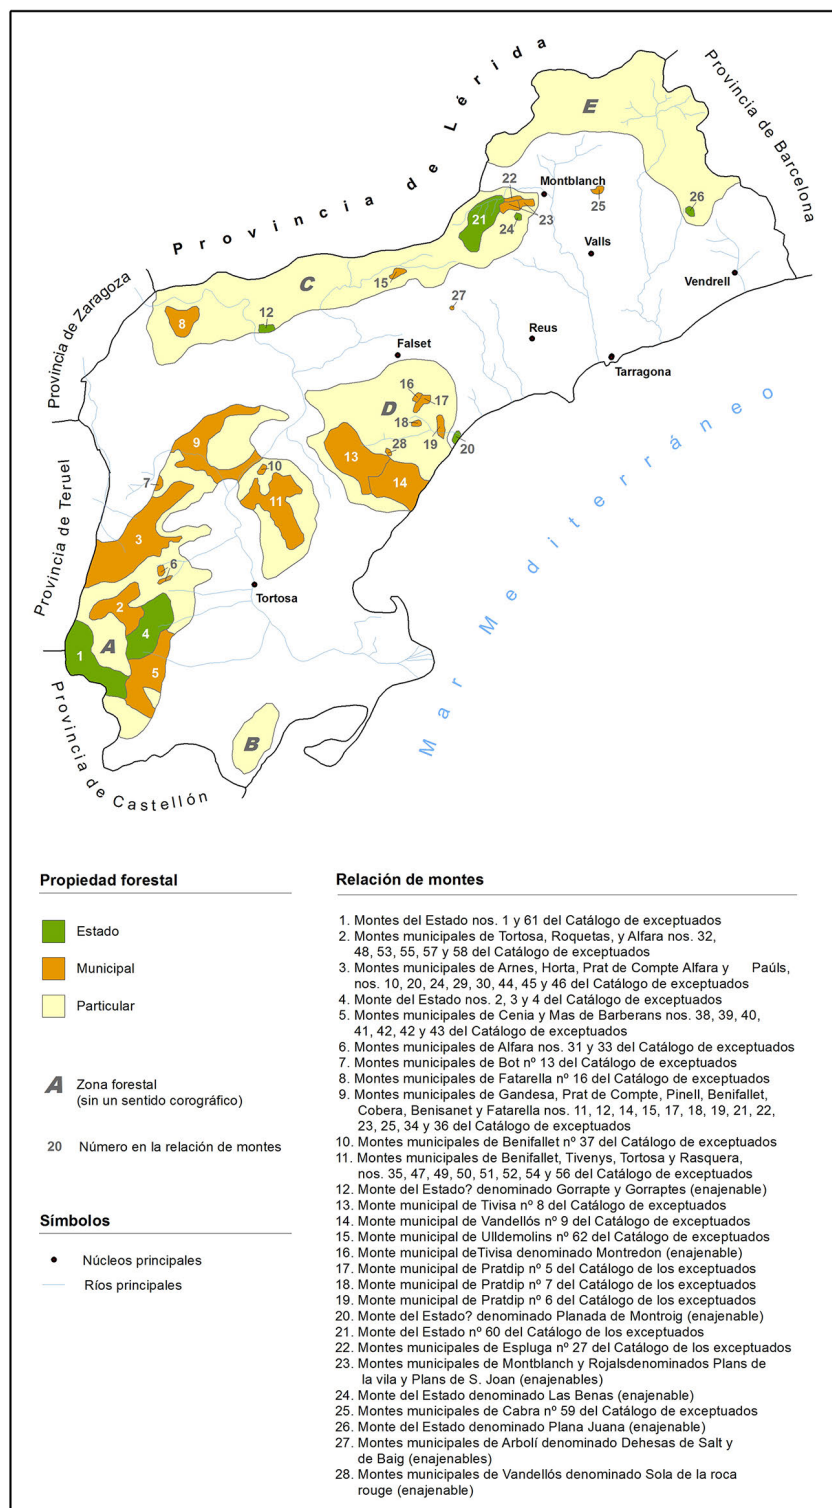 Provincia de Lérida
Provincia de Barcelona
E
22
Montblanch
26
21
25
24
23
Valls
C
15
Vendrell
Provincia de Zaragoza
12
27
8
Reus
Falset
Tarragona
16
D
17
18
9
19
28
20
10
13
7
14
11
Provincia de Teruel
3
6
Tortosa
2
4
A
1
5
Mar Mediterráneo
B
Provincia de Castellón
Propiedad forestal
Estado
Municipal
Particular
A Zona forestal
(sin un sentido corográfico)
20 Número en la relación de montes
Símbolos
Núcleos principales
Ríos principales
Relación de montes
1. Montes del Estado nos. 1 y 61 del Catálogo de exceptuados
2. Montes municipales de Tortosa, Roquetas, y Alfara nos. 32,
48, 53, 55, 57 y 58 del Catálogo de exceptuados
3. Montes municipales de Arnes, Horta, Prat de Compte Alfara y Paúls,
nos. 10, 20, 24, 29, 30, 44, 45 y 46 del Catálogo de exceptuados
4. Monte del Estado nos. 2, 3 y 4 del Catálogo de exceptuados
5. Montes municipales de Cenia y Mas de Barberans nos. 38, 39, 40,
41, 42, 42 y 43 del Catálogo de exceptuados
6. Montes municipales de Alfara nos. 31 y 33 del Catálogo de exceptuados
7. Montes municipales de Bot nº 13 del Catálogo de exceptuados
8. Montes municipales de Fatarella nº 16 del Catálogo de exceptuados
9. Montes municipales de Gandesa, Prat de Compte, Pinell, Benifallet,
Cobera, Benisanet y Fatarella nos. 11, 12, 14, 15, 17, 18, 19, 21, 22,
23, 25, 34 y 36 del Catálogo de exceptuados
10. Montes municipales de Benifallet nº 37 del Catálogo de exceptuados
11. Montes municipales de Benifallet, Tivenys, Tortosa y Rasquera,
nos. 35, 47, 49, 50, 51, 52, 54 y 56 del Catálogo de exceptuados
12. Monte del Estado? denominado Gorrapte y Gorraptes (enajenable)
13. Monte municipal de Tivisa nº 8 del Catálogo de exceptuados
14. Monte municipal de Vandellós nº 9 del Catálogo de exceptuados
15. Monte municipal de Ulldemolins nº 62 del Catálogo de exceptuados
16. Monte municipal deTivisa denominado Montredon (enajenable)
17. Monte municipal de Pratdip nº 5 del Catálogo de los exceptuados
18. Monte municipal de Pratdip nº 7 del Catálogo de los exceptuados
19. Monte municipal de Pratdip nº 6 del Catálogo de los exceptuados
20. Monte del Estado? denominado Planada de Montroig (enajenable)
21. Monte del Estado nº 60 del Catálogo de los exceptuados
22. Montes municipales de Espluga nº 27 del Catálogo de los exceptuados
23. Montes municipales de Montblanch y Rojalsdenominados Plans de
la vila y Plans de S. Joan (enajenables)
24. Monte del Estado denominado Las Benas (enajenable)
25. Montes municipales de Cabra nº 59 del Catálogo de exceptuados
26. Monte del Estado denominado Plana Juana (enajenable)
27. Montes municipales de Arbolí denominado Dehesas de Salt y
de Baig (enajenables)
28. Montes municipales de Vandellós denominado Sola de la roca
rouge (enajenable)